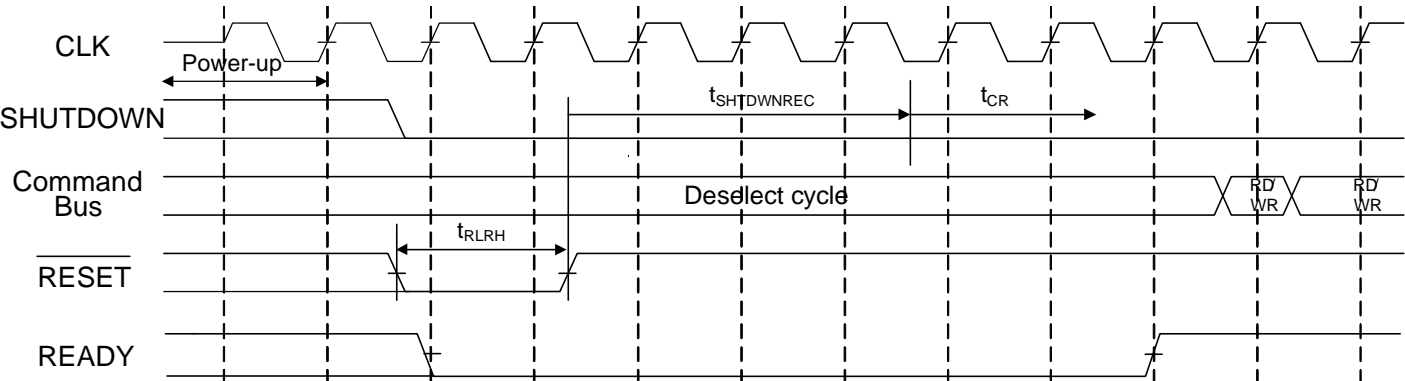 CLK
Power-up
SHUTDOWN
tSHTDWNREC
tCR
Command
Bus
Deselect cycle
RD/
WR
RD/
WR
tRLRH
RESET
READY